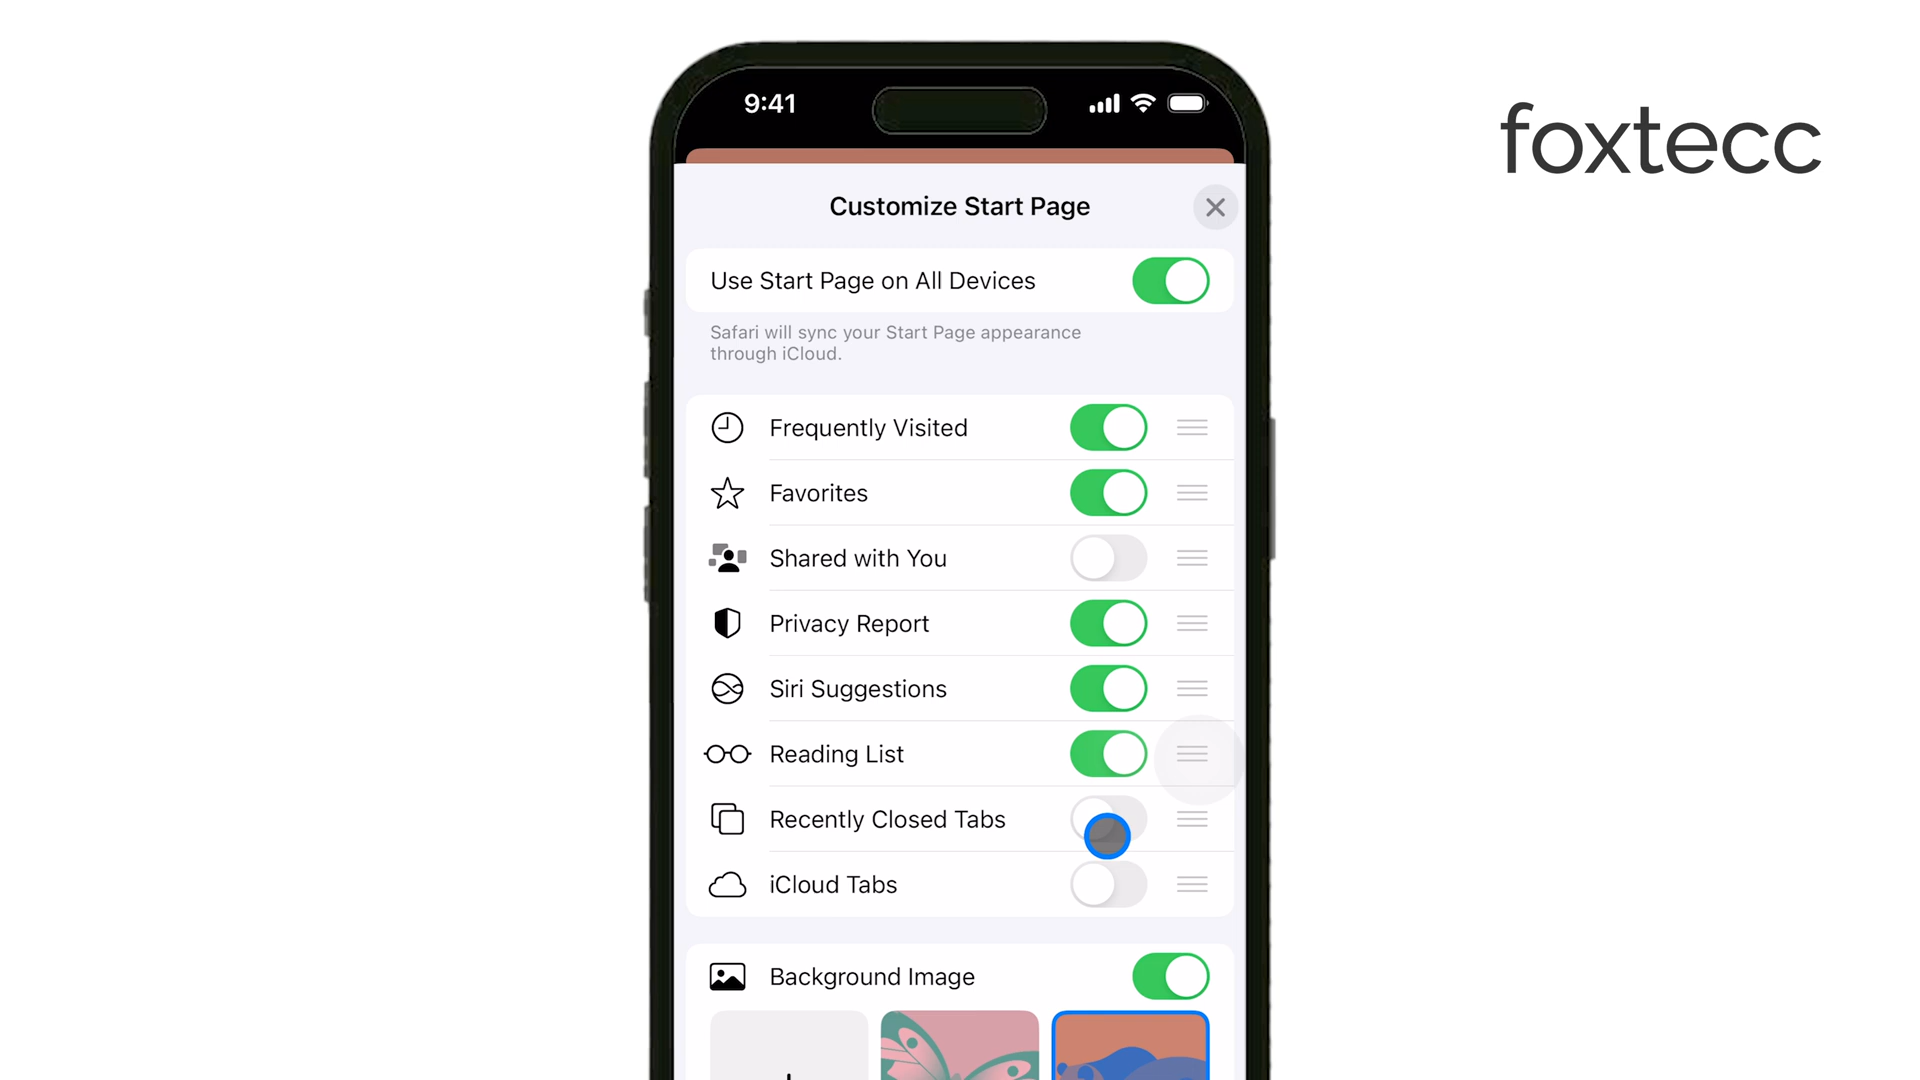 9:41
foxtecc
Customize Start Page
Use Start Page on All Devices
Safari will sync your Start Page appearance
through iCloud.
Frequently Visited
Favorites
Shared with You
Privacy Report
Siri Suggestions
Reading List
Recently Closed Tabs
iCloud Tabs
Background Image